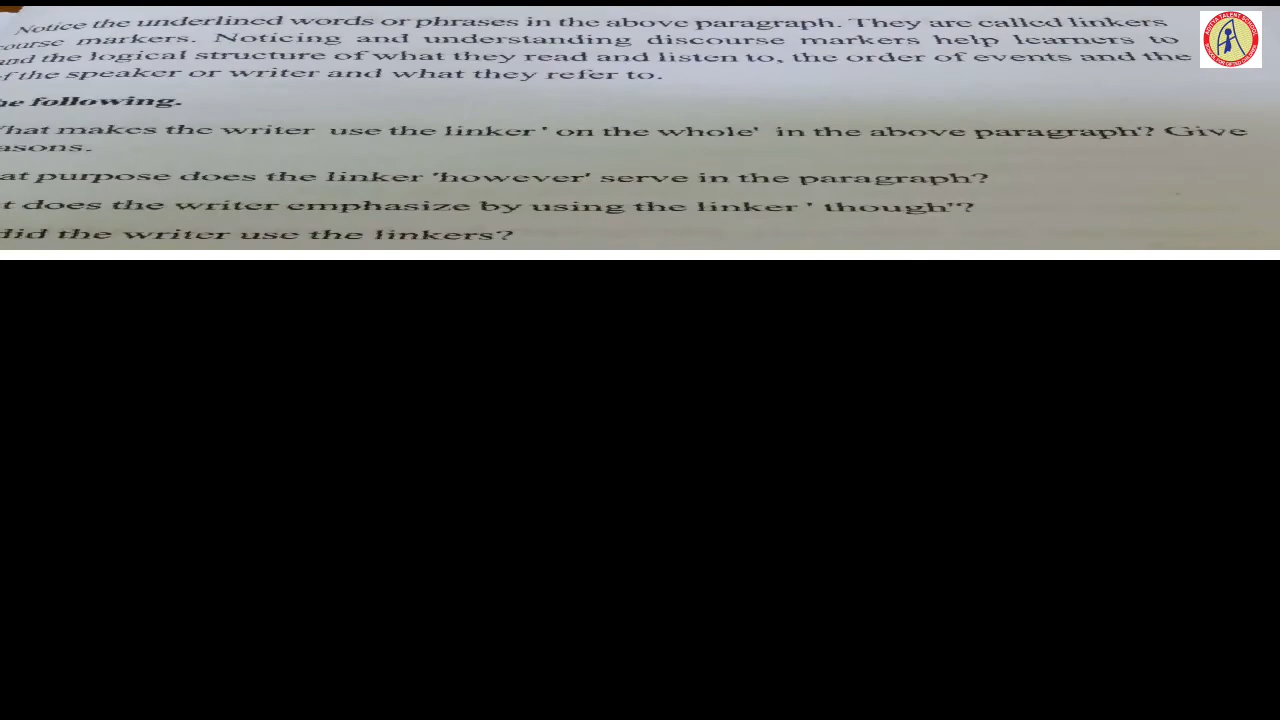 Notice the underlined words or phrases in the above paragraph. They are called linkers
course markers. Noticing and understanding discourse markers help learners to
and the logical structure of what they read and listen to, the order of events and the
of the speaker or writer and what they refer to.
he following.
hat makes the writer use the linker ' on the whole' in the above paragraph'? Give
asons.
at purpose does the linker 'however' serve in the paragraph?
t does the writer emphasize by using the linker ' though''?
did the writer use the linkers?